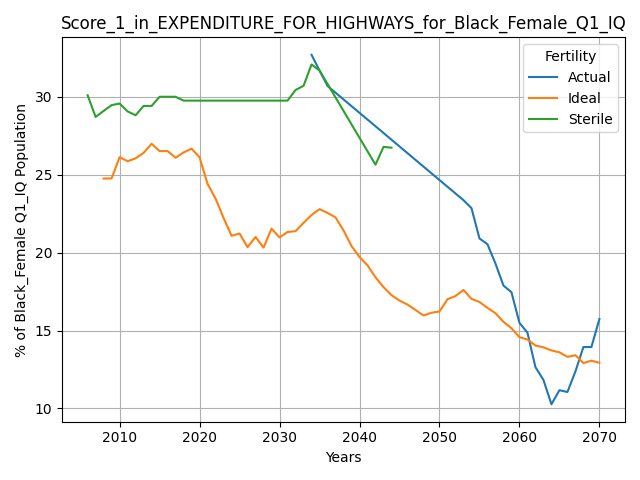 Score_1_in_EXPENDITURE_FOR_HIGHWAYS_for_Black_Female_Q1_IQ
Fertility
Actual
Ideal
Sterile
% of Black_Female Q1_IQ Population
30
25
20
15
10
2010 2020 2030 2040 2050 2060 2070
Years